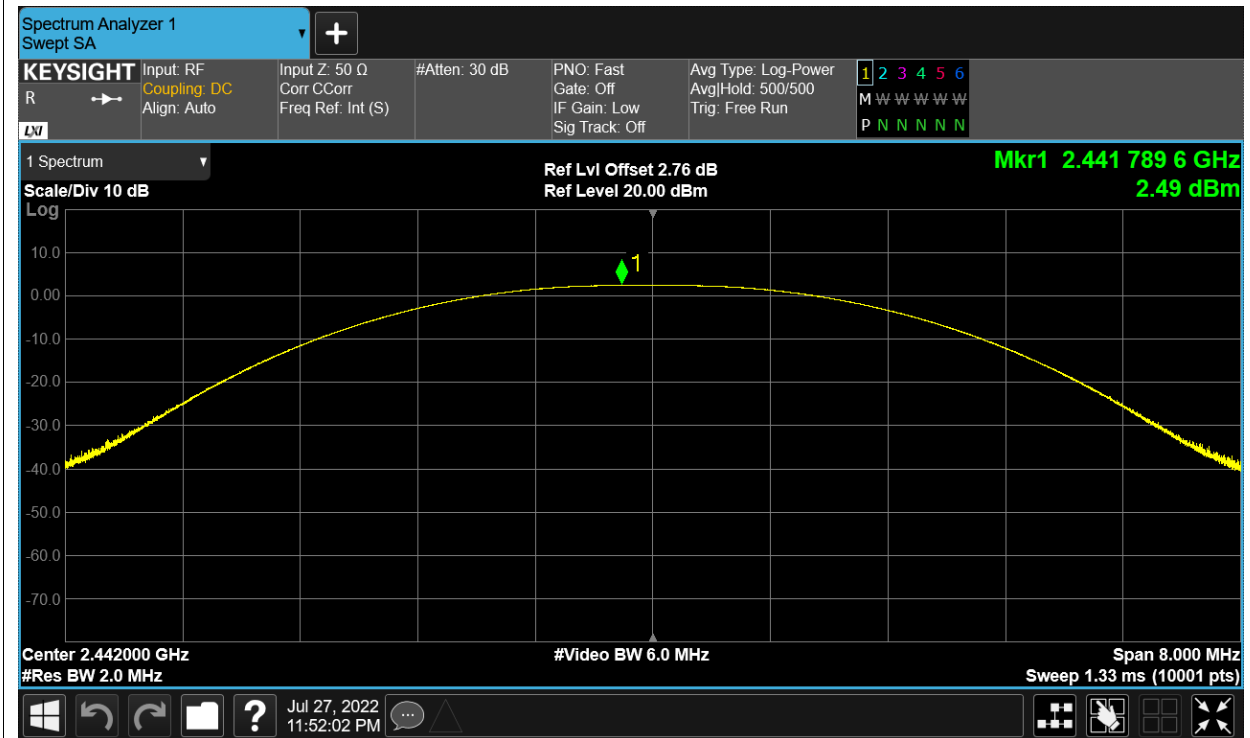 Spectrum Analyzer 1
Swept SA
+
KEYSIGHT
R
LXI
Input: RF
Coupling: DC
Align: Auto
Input Z: 50 Ω
Corr CCorr
Freq Ref: Int (S)
#Atten: 30 dB
PNO: Fast
Gate: Off
IF Gain: Low
Sig Track: Off
Avg Type: Log-Power
Avg|Hold: 500/500
Trig: Free Run
1 2 3 4 5 6
M W W W W W
P N N N N N
1 Spectrum
Scale/Div 10 dB
Log
Ref Lvl Offset 2.76 dB
Ref Level 20.00 dBm
Mkr1 2.441 789 6 GHz
2.49 dBm
1
10.0
0.00
-10.0
-20.0
-30.0
-40.0
-50.0
-60.0
-70.0
Center 2.442000 GHz
#Res BW 2.0 MHz
#Video BW 6.0 MHz
Span 8.000 MHz
Sweep 1.33 ms (10001 pts)
?
Jul 27, 2022
11:52:02 PM